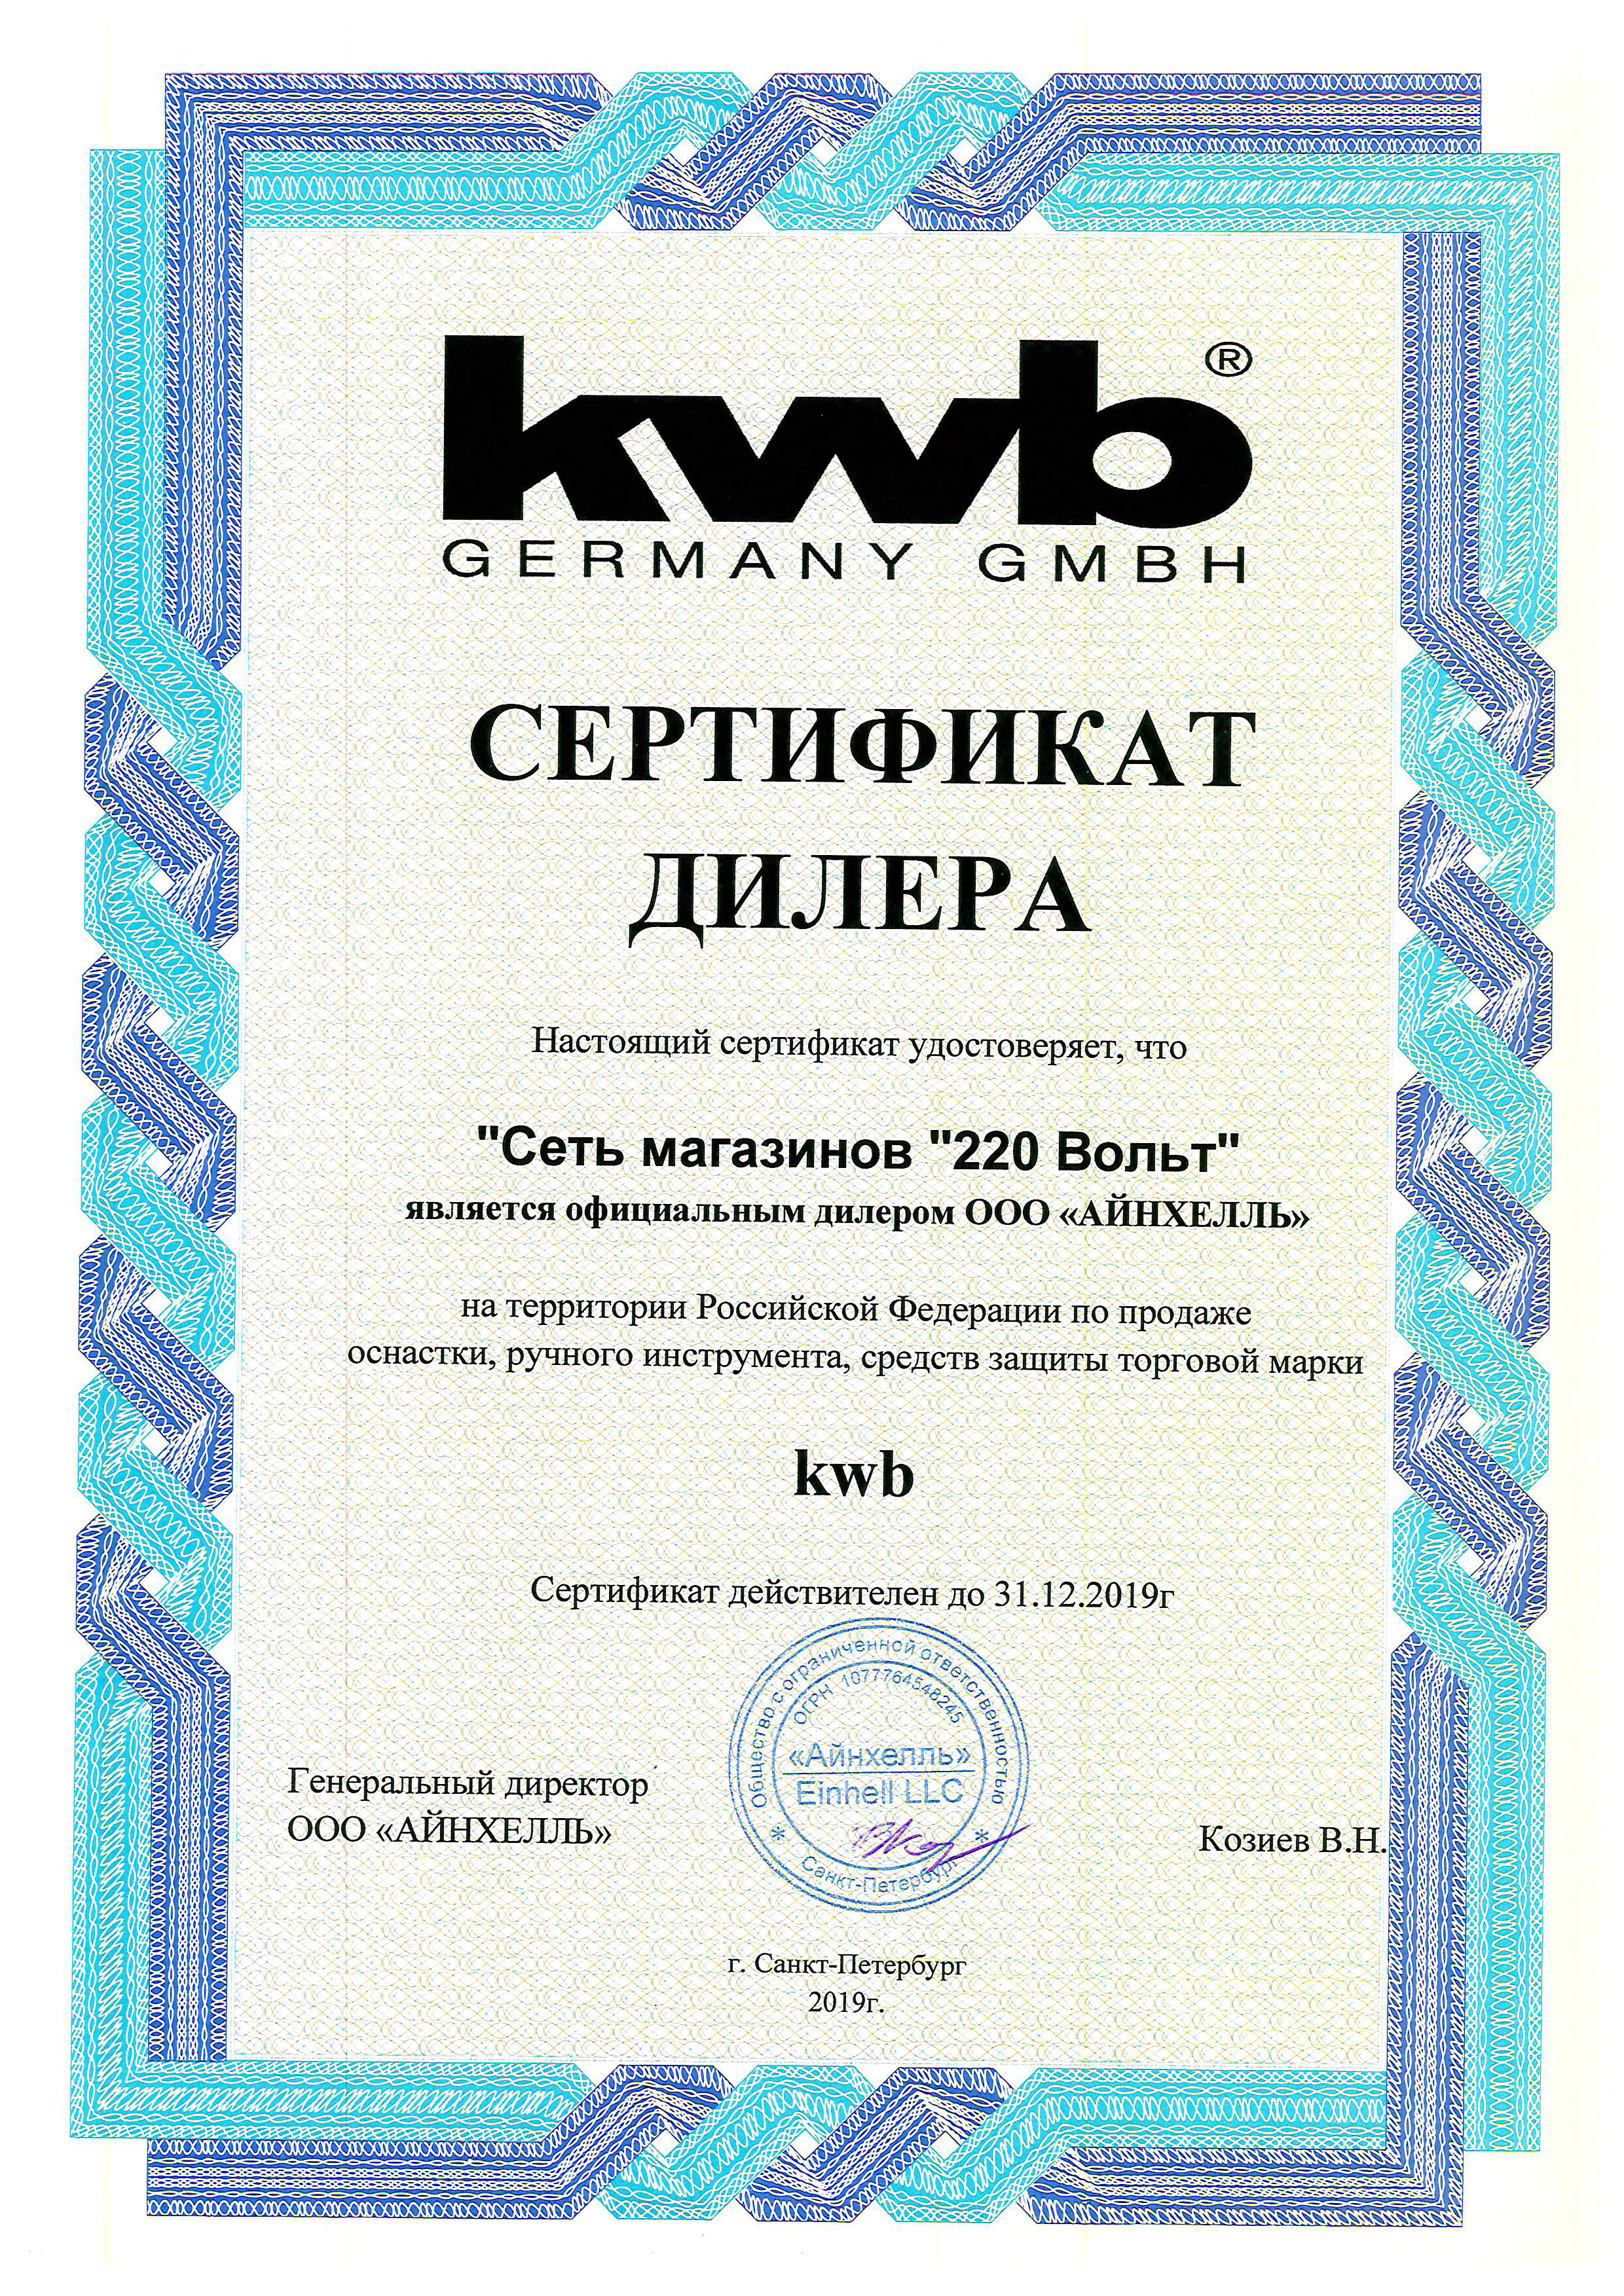 kwb®
GERMANY GMBH
СЕРТИФИКАТ
ДИЛЕРА
Настоящий сертификат удостоверяет, что
"Сеть магазинов "220 Вольт"
является официальным дилером ООО «АЙНХЕЛЛЬ»
на территории Российской Федерации по продаже
оснастки, ручного инструмента, средств защиты торговой марки
kwb
Сертификат действителен до 31.12.2019г
Общество с ограниченной ответственностью
ОГРН 1077764548245
«Айнхелль»
Einhell LLC
* Санкт-Петербург *
Генеральный директор
ООО «АЙНХЕЛЛЬ»
Козиев В.Н.
г. Санкт-Петербург
2019г.